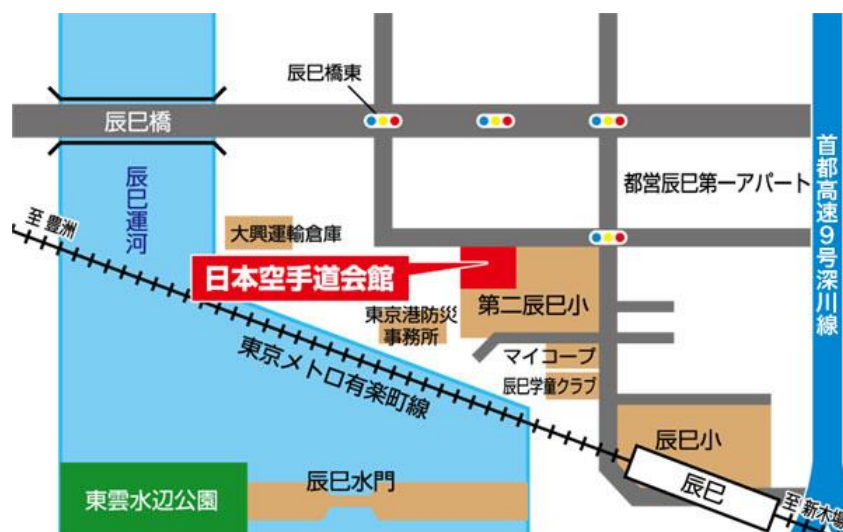 辰巳橋東
辰巳橋
都営辰巳第一アパート
首都高速9号深川線
辰巳運河
至 豊洲
大興運輸倉庫
日本空手道会館
第二辰巳小
東京港防災
事務所
東京メトロ有楽町線
マイコープ
辰巳学童クラブ
辰巳小
辰巳
至 新木場
辰巳水門
東雲水辺公園